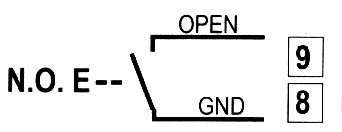 OPEN
9
N.O. E--
GND
8